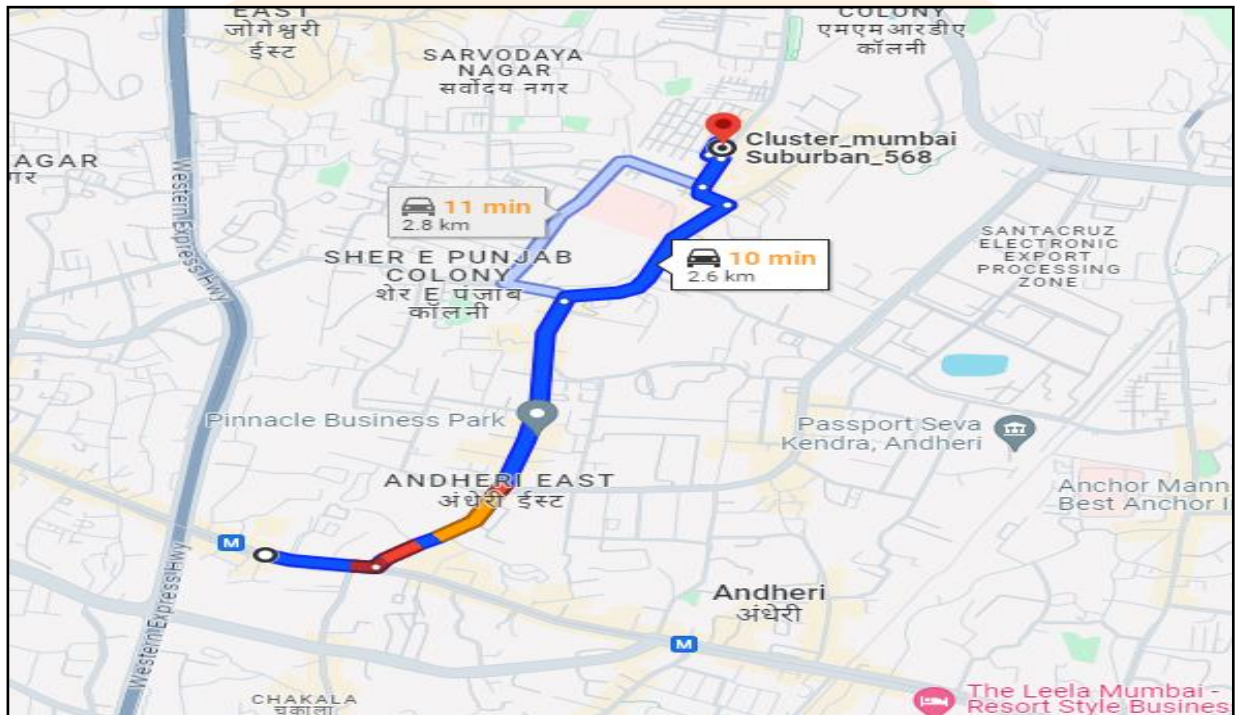 EAST
जोगेश्वरी
ईस्ट
COLONY
एमएमआरडीए
कॉलनी
SARVODAYA
NAGAR
सर्वोदय नगर
Cluster_mumbai
Suburban_568
AGAR
Western Express Hwy
11 min
2.8 km
SANTACRUZ
ELECTRONIC
EXPORT
PROCESSING
ZONE
SHER E PUNJAB
COLONY
शेर E पंजाब
कॉलनी
10 min
2.6 km
Pinnacle Business Park
Passport Seva
Kendra, Andheri
ANDHERI EAST
अंधेरी ईस्ट
Anchor Mann
Best Anchor I
M
Western Express Hwy
Andheri
अंधेरी
M
CHAKALA
चकाला
The Leela Mumbai -
Resort Style Busines